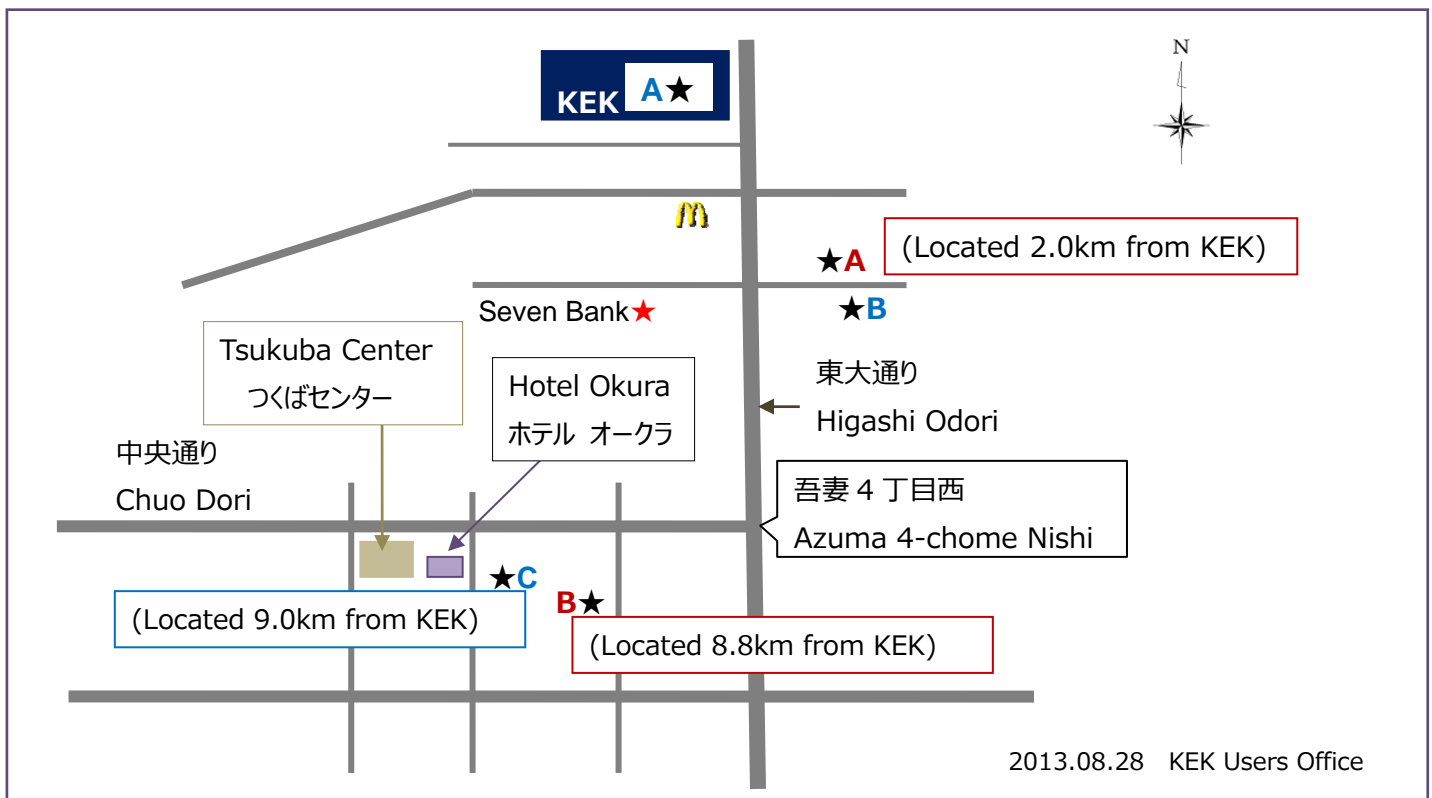 N
KEK A★
★A
(Located 2.0km from KEK)
Seven Bank★
★B
Tsukuba Center
つくばセンター
Hotel Okura
ホテル オークラ
東大通り
Higashi Odori
中央通り
Chuo Dori
吾妻４丁目西
Azuma 4-chome Nishi
★C
(Located 9.0km from KEK)
B★
(Located 8.8km from KEK)
2013.08.28 KEK Users Office